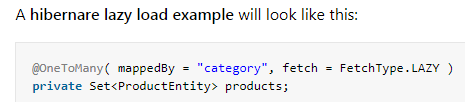 A hibernare lazy load example will look like this:
@OneToMany( mappedBy = "category", fetch = FetchType.LAZY )
private Set<ProductEntity> products;